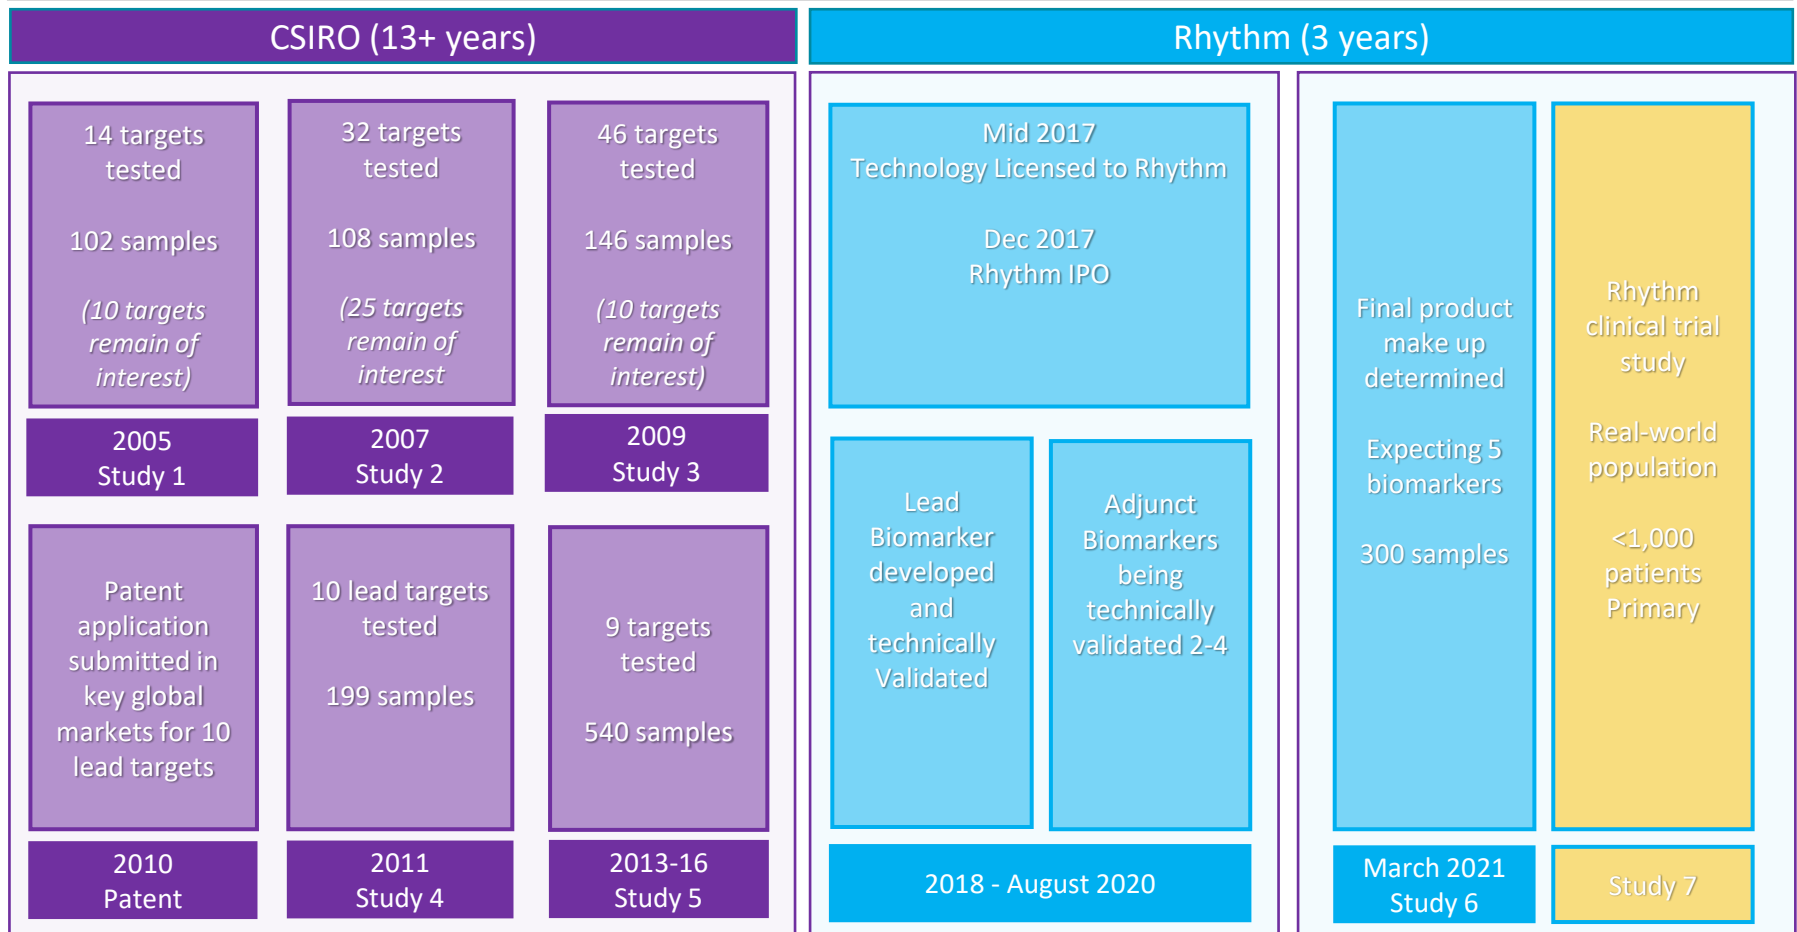 CSIRO (13+ years)
Rhythm (3 years)
14 targets
tested
102 samples
(10 targets
remain of
interest)
2005
Study 1
32 targets
tested
108 samples
(25 targets
remain of
interest
2007
Study 2
46 targets
tested
146 samples
(10 targets
remain of
interest)
2009
Study 3
Patent
application
submitted in
key global
markets for 10
lead targets
2010
Patent
10 lead targets
tested
199 samples
2011
Study 4
9 targets
tested
540 samples
2013-16
Study 5
Mid 2017
Technology Licensed to Rhythm
Dec 2017
Rhythm IPO
Lead
Biomarker
developed
and
technically
Validated
Adjunct
Biomarkers
being
technically
validated 2-4
2018 - August 2020
Final product
make up
determined
Expecting 5
biomarkers
300 samples
March 2021
Study 6
Rhythm
clinical trial
study
Real-world
population
<1,000
patients
Primary
Study 7